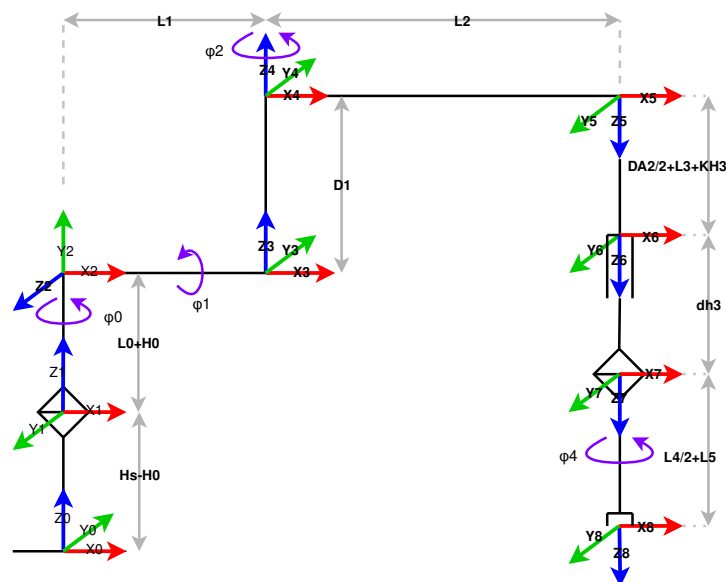 L1
L2
φ2
Z4
Y4
X4
X5
Y5
Z5
DA2/2+L3+KH3
D1
Y2
Z3
Y3
X3
X2
Z2
φ1
φ0
Y6
X6
Z6
dh3
L0+H0
Z1
X1
Y1
X7
Y7
Z7
Hs-H0
φ4
L4/2+L5
Z0
Y0
X0
Y8
X8
Z8